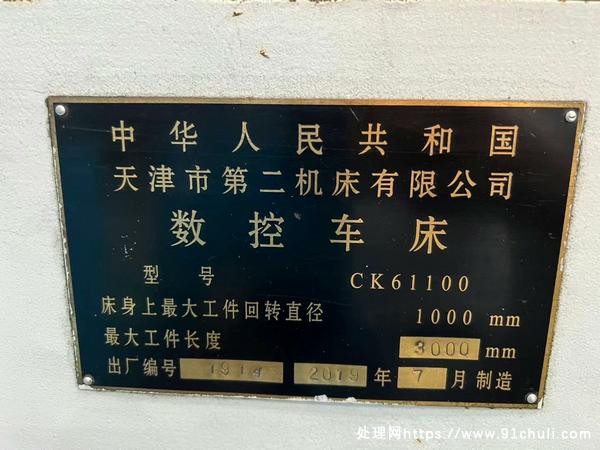 中华人民共和国
天津市第二机床有限公司
数控车床
型号 CK61100
床身上最大工件回转直径 1000 mm
最大工件长度 3000 mm
出厂编号 1914 2019 年 7 月制造
处理网https://www.91chuli.com/